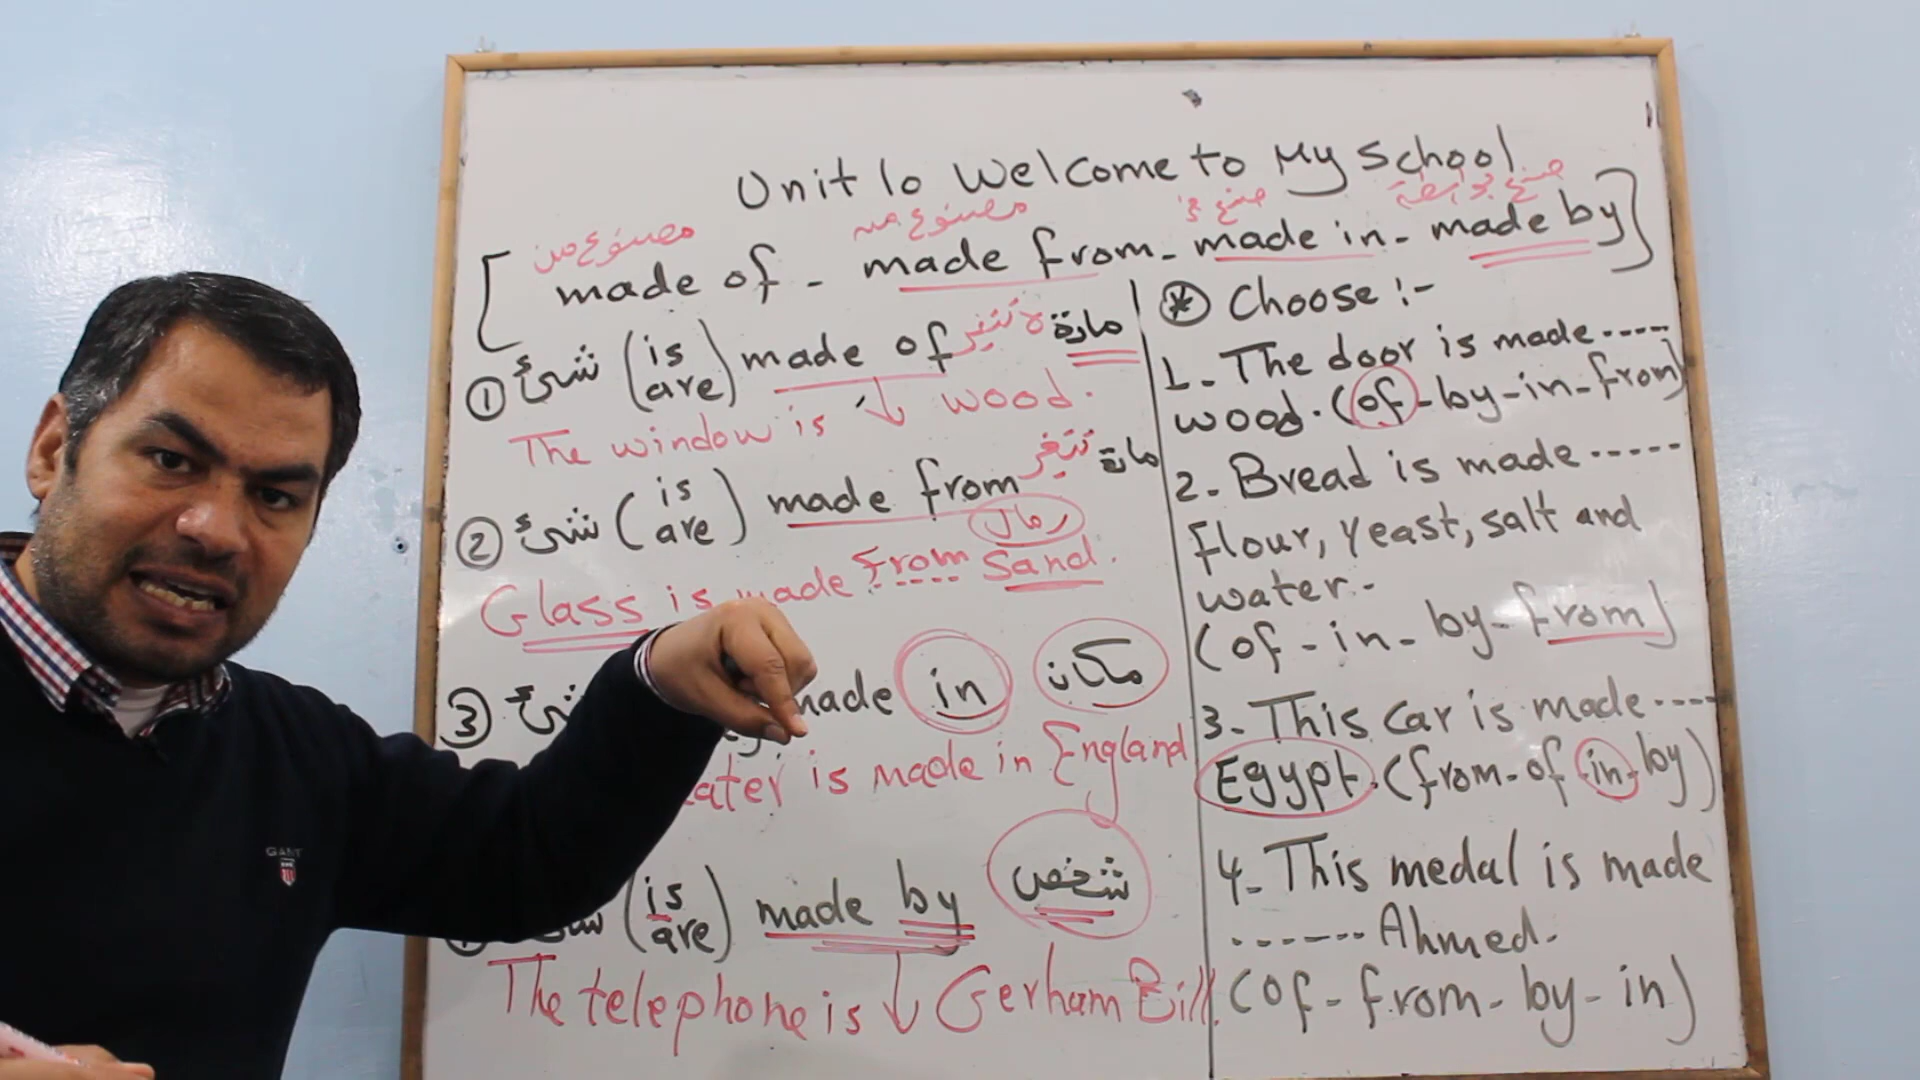 Unit 10 Welcome to My School
مصنوع من مصنوع من صنع في صنع بواسطة
[made of - made from - made in - made by]
① شئ (is are) made of لا تتغير مادة
The window is ↓ wood.
② شئ (is are) made from تتغير مادة
رمال
Glass is made from Sand.
③ made in مكان
is made in England
(is are) made by شخص
The telephone is ↓ Gerham Bill.
* Choose :-
1. The door is made ----
wood. (of - by - in - from)
2. Bread is made -----
flour, yeast, salt and
water.-
(of - in - by - from)
3. This car is made ----
Egypt. (from - of - in - by)
4. This medal is made
------ Ahmed.
(of - from - by - in)
GANT